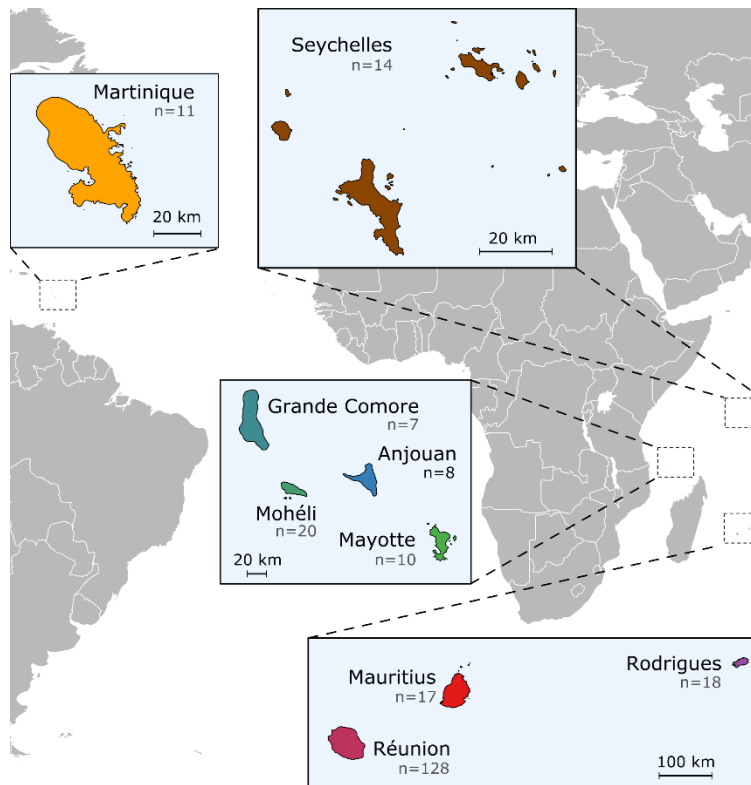 Seychelles
n=14
20 km
Martinique
n=11
20 km
Grande Comore
n=7
Anjouan
n=8
Mohéli
n=20
Mayotte
n=10
20 km
Mauritius
n=17
Rodrigues
n=18
Réunion
n=128
100 km